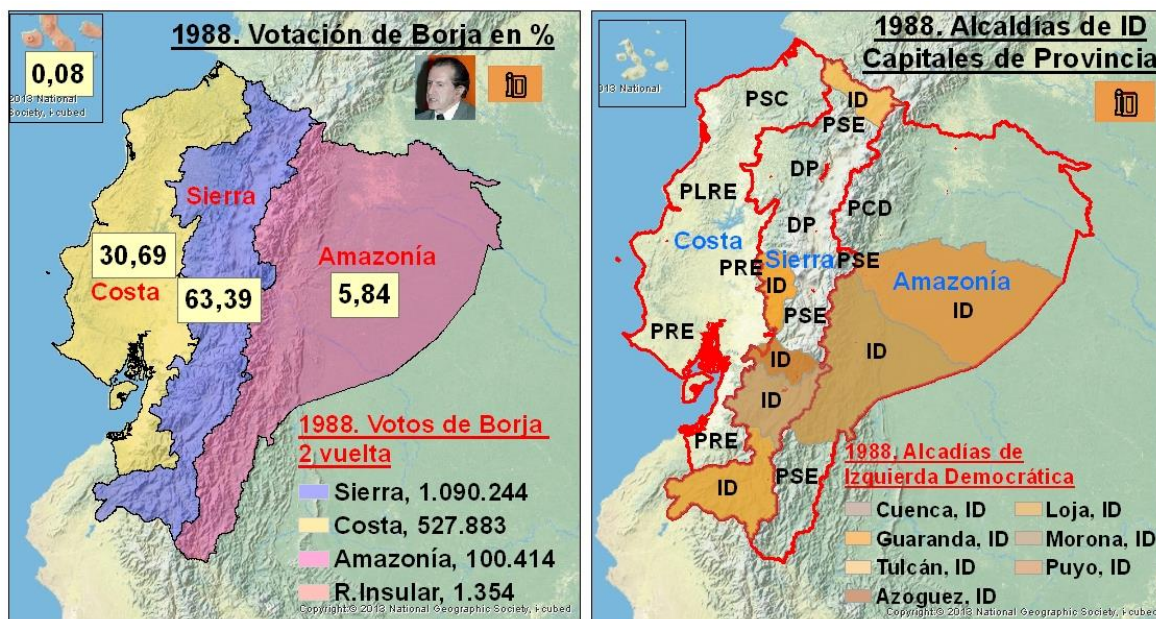 1988. Votación de Borja en %
0,08
2013 National
Society, i-cubed
ID
Sierra
30,69
Costa
63,39
Amazonía
5,84
1988. Votos de Borja
2 vuelta
Sierra, 1.090.244
Costa, 527.883
Amazonía, 100.414
R.Insular, 1.354
Copyright:© 2013 National Geographic Society, i-cubed
1988. Alcaldías de ID
Capitales de Provincia
2013 National
ID
PSC
ID
PSE
DP
PLRE
PCD
DP
Costa
Sierra
PRE
PSE
Amazonía
ID
ID
PSE
PRE
ID
ID
ID
PRE
PSE
ID
1988. Alcadías de
Izquierda Democrática
Cuenca, ID
Guaranda, ID
Tulcán, ID
Azoguez, ID
Loja, ID
Morona, ID
Puyo, ID
Copyright:© 2013 National Geographic Society, i-cubed